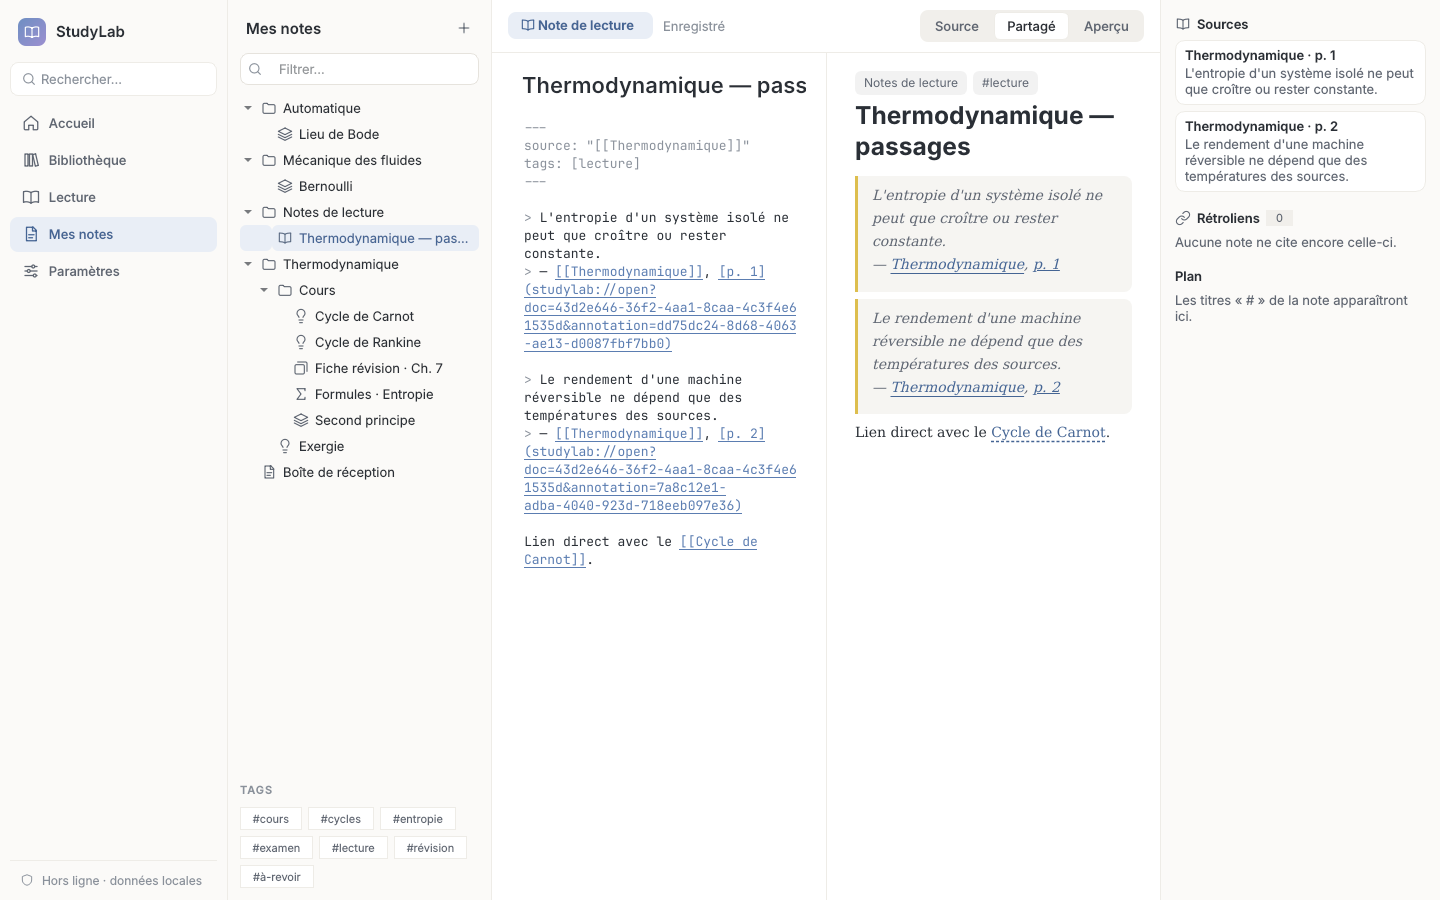 StudyLab
Rechercher...
Accueil
Bibliothèque
Lecture
Mes notes
Paramètres
Hors ligne · données locales
Mes notes
Filtrer...
Automatique
Lieu de Bode
Mécanique des fluides
Bernoulli
Notes de lecture
Thermodynamique — pas...
Thermodynamique
Cours
Cycle de Carnot
Cycle de Rankine
Fiche révision · Ch. 7
Formules · Entropie
Second principe
Exergie
Boîte de réception
TAGS
#cours #cycles #entropie
#examen #lecture #révision
#à-revoir
Note de lecture Enregistré
Source Partagé Aperçu
Thermodynamique — pass
---
source: "[[Thermodynamique]]"
tags: [lecture]
---
> L'entropie d'un système isolé ne
peut que croître ou rester
constante.
> — [[Thermodynamique]], [p. 1]
(studylab://open?
doc=43d2e646-36f2-4aa1-8caa-4c3f4e6
1535d&annotation=dd75dc24-8d68-4063
-ae13-d0087fbf7bb0)
> Le rendement d'une machine
réversible ne dépend que des
températures des sources.
> — [[Thermodynamique]], [p. 2]
(studylab://open?
doc=43d2e646-36f2-4aa1-8caa-4c3f4e6
1535d&annotation=7a8c12e1-
adba-4040-923d-718eeb097e36)
Lien direct avec le [[Cycle de
Carnot]].
Notes de lecture #lecture
Thermodynamique —
passages
L'entropie d'un système isolé ne
peut que croître ou rester
constante.
— Thermodynamique, p. 1
Le rendement d'une machine
réversible ne dépend que des
températures des sources.
— Thermodynamique, p. 2
Lien direct avec le Cycle de Carnot.
Sources
Thermodynamique · p. 1
L'entropie d'un système isolé ne peut
que croître ou rester constante.
Thermodynamique · p. 2
Le rendement d'une machine
réversible ne dépend que des
températures des sources.
Rétroliens 0
Aucune note ne cite encore celle-ci.
Plan
Les titres « # » de la note apparaîtront
ici.